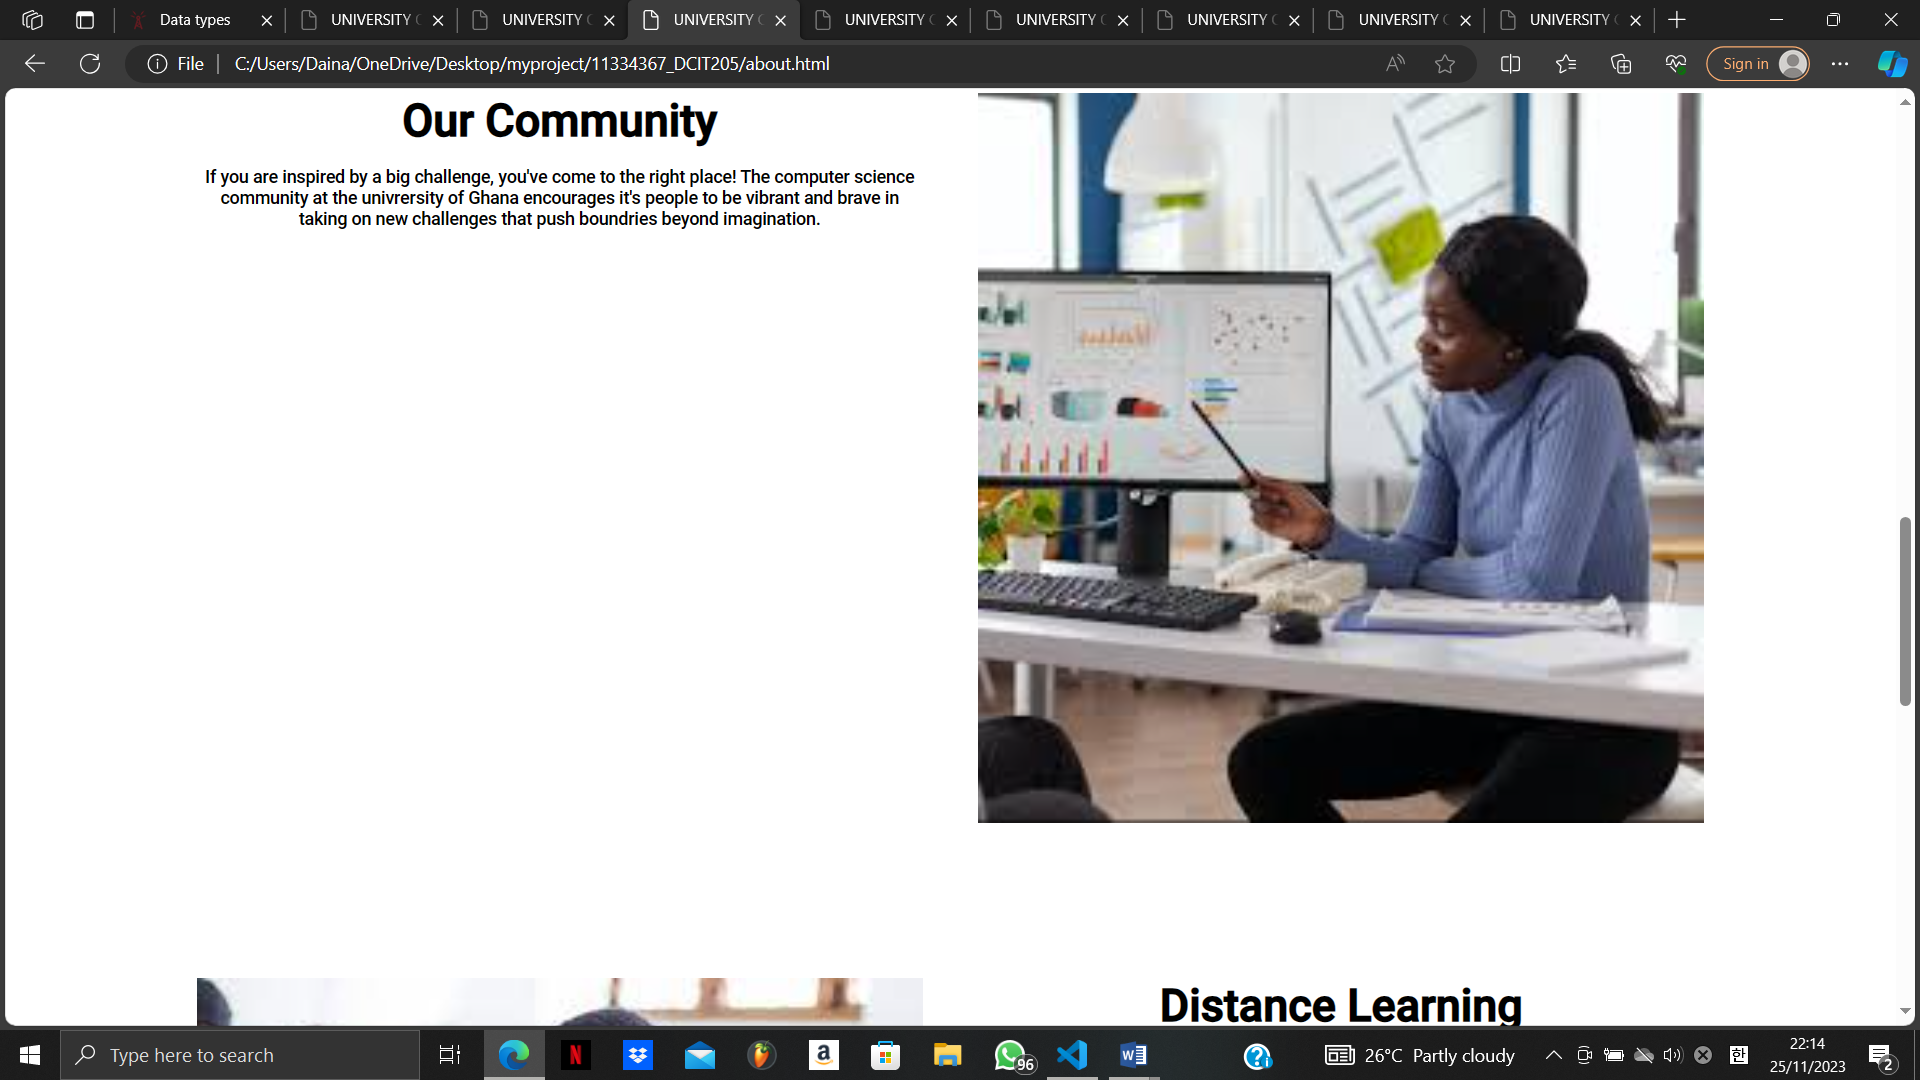 Data types
UNIVERSITY
UNIVERSITY
UNIVERSITY
UNIVERSITY
UNIVERSITY
UNIVERSITY
UNIVERSITY
UNIVERSITY
File
C:/Users/Daina/OneDrive/Desktop/myproject/11334367_DCIT205/about.html
Sign in
Our Community
If you are inspired by a big challenge, you've come to the right place! The computer science
community at the univresity of Ghana encourages it's people to be vibrant and brave in
taking on new challenges that push boundries beyond imagination.
Distance Learning
Type here to search
96
26°C Partly cloudy
한
22:14
25/11/2023
2